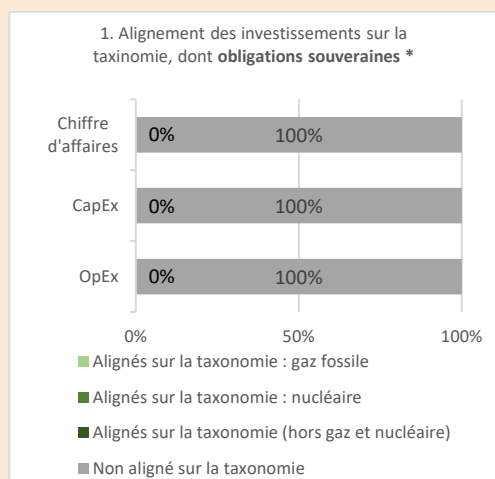 1. Alignement des investissements sur la
taxinomie, dont obligations souveraines *
Chiffre
d'affaires
0%
100%
CapEx
0%
100%
OpEx
0%
100%
0%
50%
100%
Alignés sur la taxonomie : gaz fossile
Alignés sur la taxonomie : nucléaire
Alignés sur la taxonomie (hors gaz et nucléaire)
Non aligné sur la taxonomie